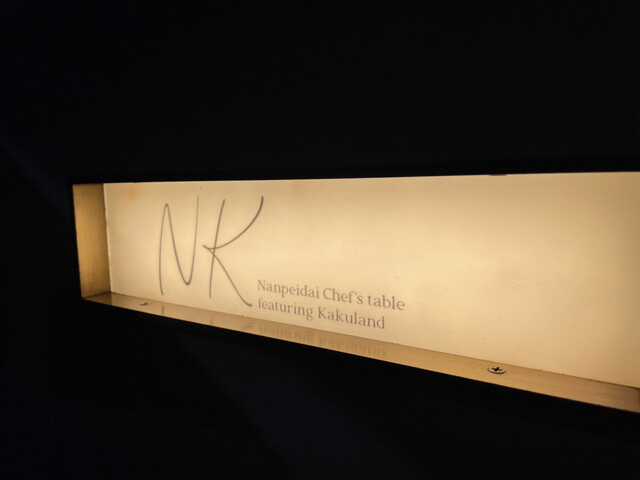 NK
Nanpeidai Chef's table
featuring Kakuland